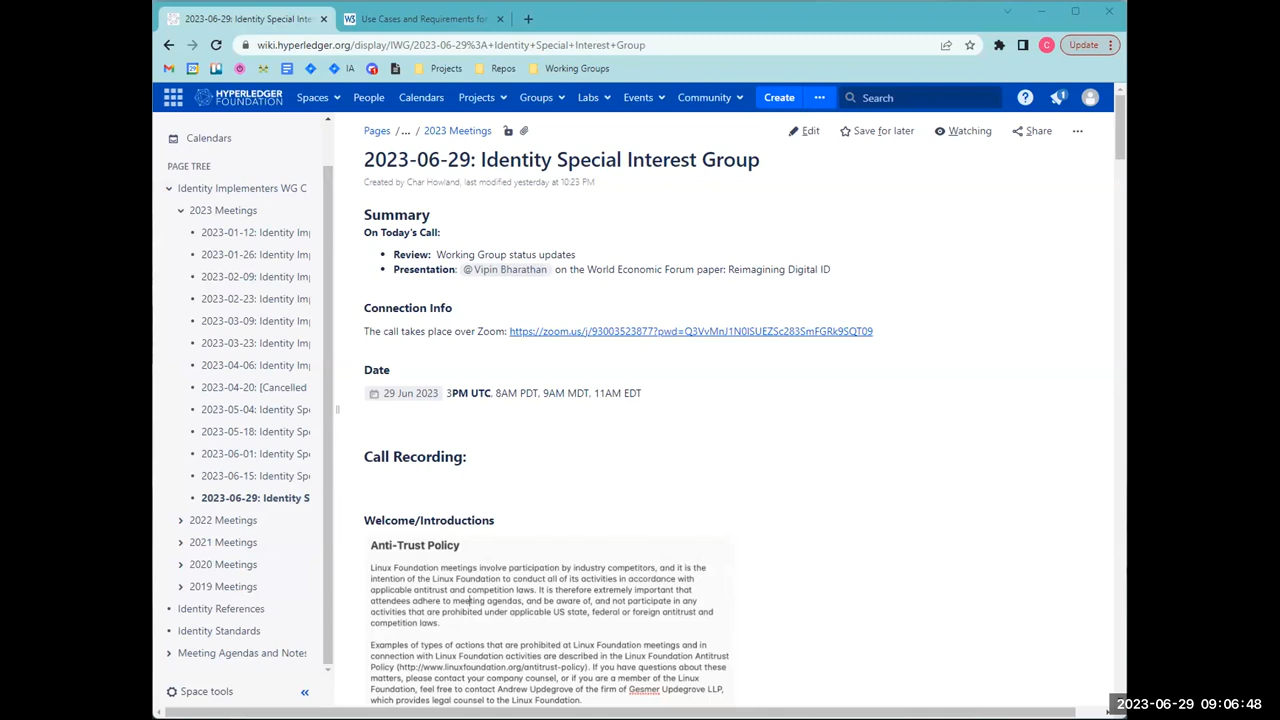 2023-06-29: Identity Special Inte
Use Cases and Requirements for
wiki.hyperledger.org/display/IWG/2023-06-29%3A+Identity+Special+Interest+Group
C
Update
IA
Projects
Repos
Working Groups
HYPERLEDGER FOUNDATION
Spaces
People
Calendars
Projects
Groups
Labs
Events
Community
Create
Search
1
Calendars
PAGE TREE
Identity Implementers WG C
2023 Meetings
2023-01-12: Identity Imp
2023-01-26: Identity Imp
2023-02-09: Identity Imp
2023-02-23: Identity Imp
2023-03-09: Identity Imp
2023-03-23: Identity Imp
2023-04-06: Identity Imp
2023-04-20: [Cancelled
2023-05-04: Identity Spe
2023-05-18: Identity Spe
2023-06-01: Identity Spe
2023-06-15: Identity Spe
2023-06-29: Identity S
2022 Meetings
2021 Meetings
2020 Meetings
2019 Meetings
Identity References
Identity Standards
Meeting Agendas and Notes
Space tools
Pages / ... / 2023 Meetings
Edit
Save for later
Watching
Share
2023-06-29: Identity Special Interest Group
Created by Char Howland, last modified yesterday at 10:23 PM
Summary
On Today's Call:
Review: Working Group status updates
Presentation: @Vipin Bharathan on the World Economic Forum paper: Reimagining Digital ID
Connection Info
The call takes place over Zoom: https://zoom.us/j/93003523877?pwd=Q3VvMnJ1N0lSUEZSc283SmFGRk9SQT09
Date
29 Jun 2023 3PM UTC, 8AM PDT, 9AM MDT, 11AM EDT
Call Recording:
Welcome/Introductions
Anti-Trust Policy
Linux Foundation meetings involve participation by industry competitors, and it is the
intention of the Linux Foundation to conduct all of its activities in accordance with
applicable antitrust and competition laws. It is therefore extremely important that
attendees adhere to meeting agendas, and be aware of, and not participate in any
activities that are prohibited under applicable US state, federal or foreign antitrust and
competition laws.
Examples of types of actions that are prohibited at Linux Foundation meetings and in
connection with Linux Foundation activities are described in the Linux Foundation Antitrust
Policy (http://www.linuxfoundation.org/antitrust-policy). If you have questions about these
matters, please contact your company counsel, or if you are a member of the Linux
Foundation, feel free to contact Andrew Updegrove of the firm of Gesmer Updegrove LLP,
which provides legal counsel to the Linux Foundation.
2023-06-29 09:06:48